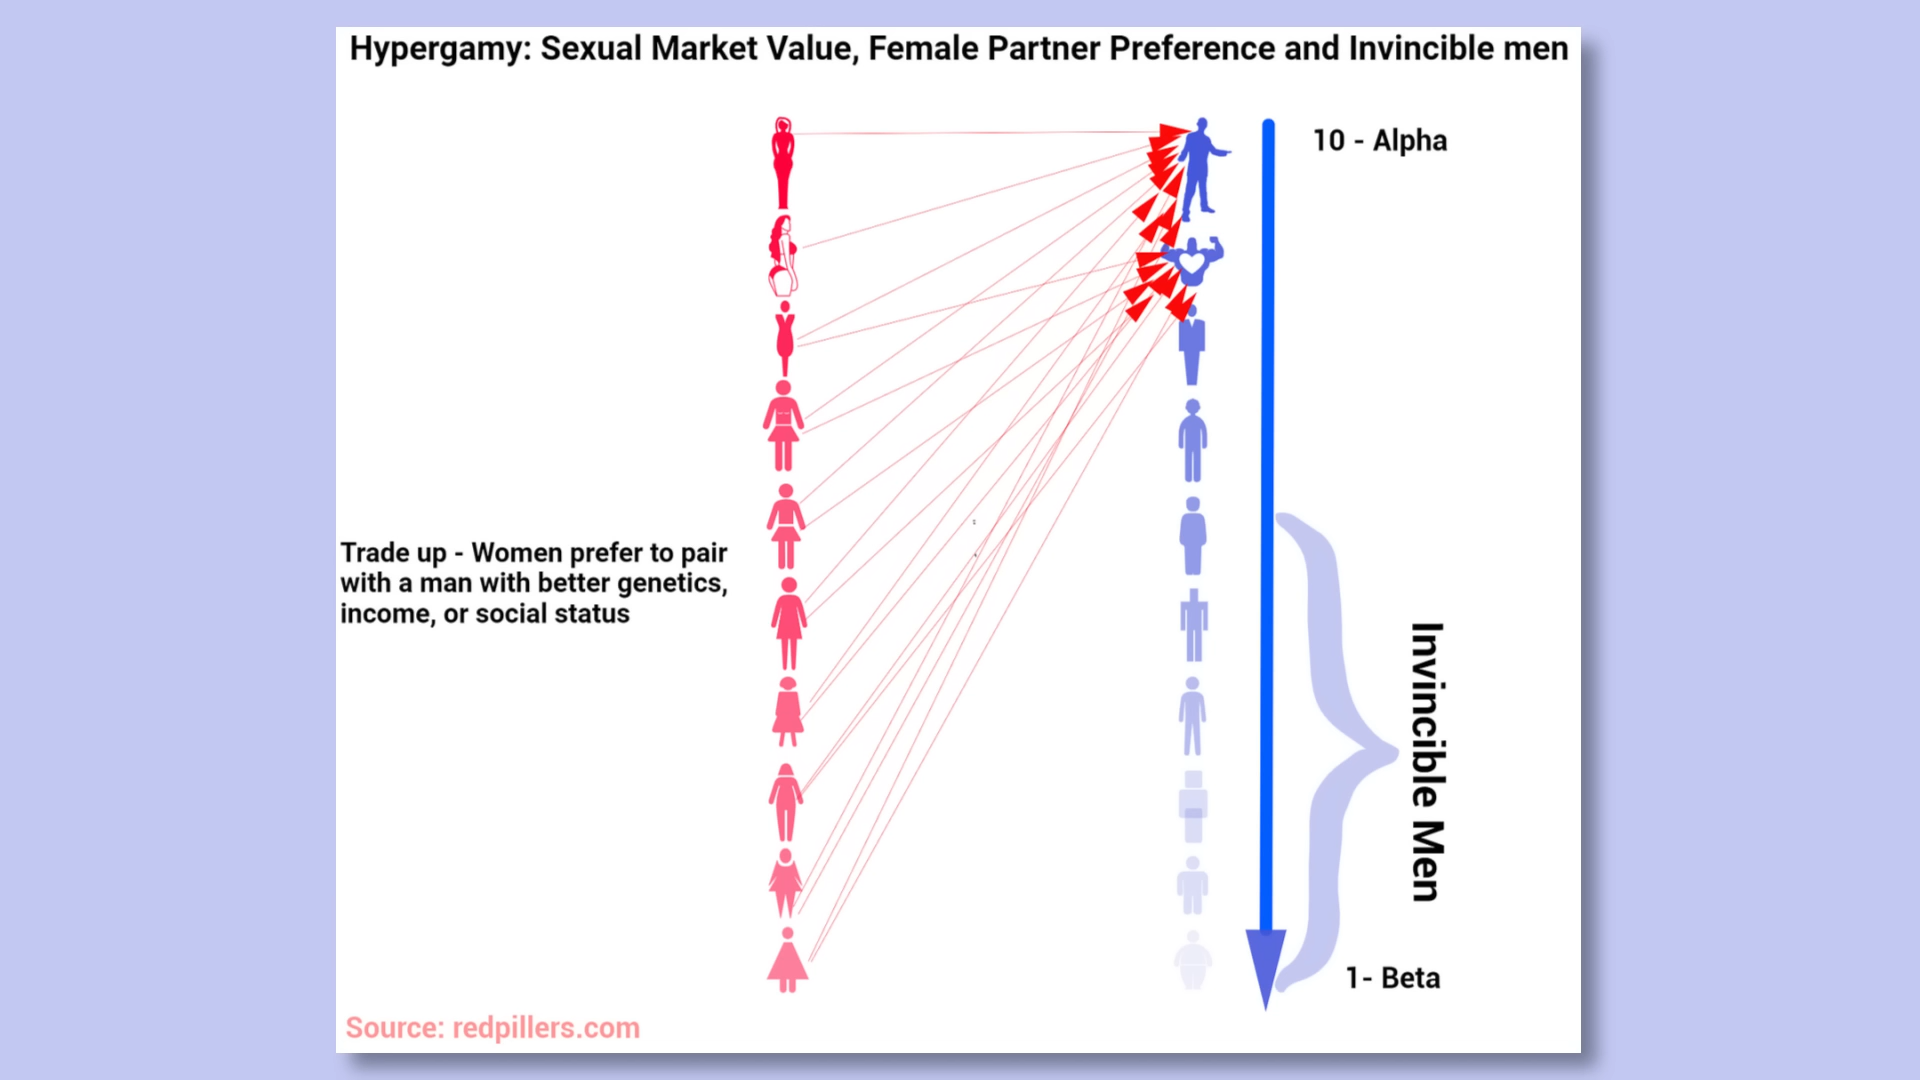 Hypergamy: Sexual Market Value, Female Partner Preference and Invincible men
10 - Alpha
Trade up - Women prefer to pair
with a man with better genetics,
income, or social status
Invincible Men
1- Beta
Source: redpillers.com